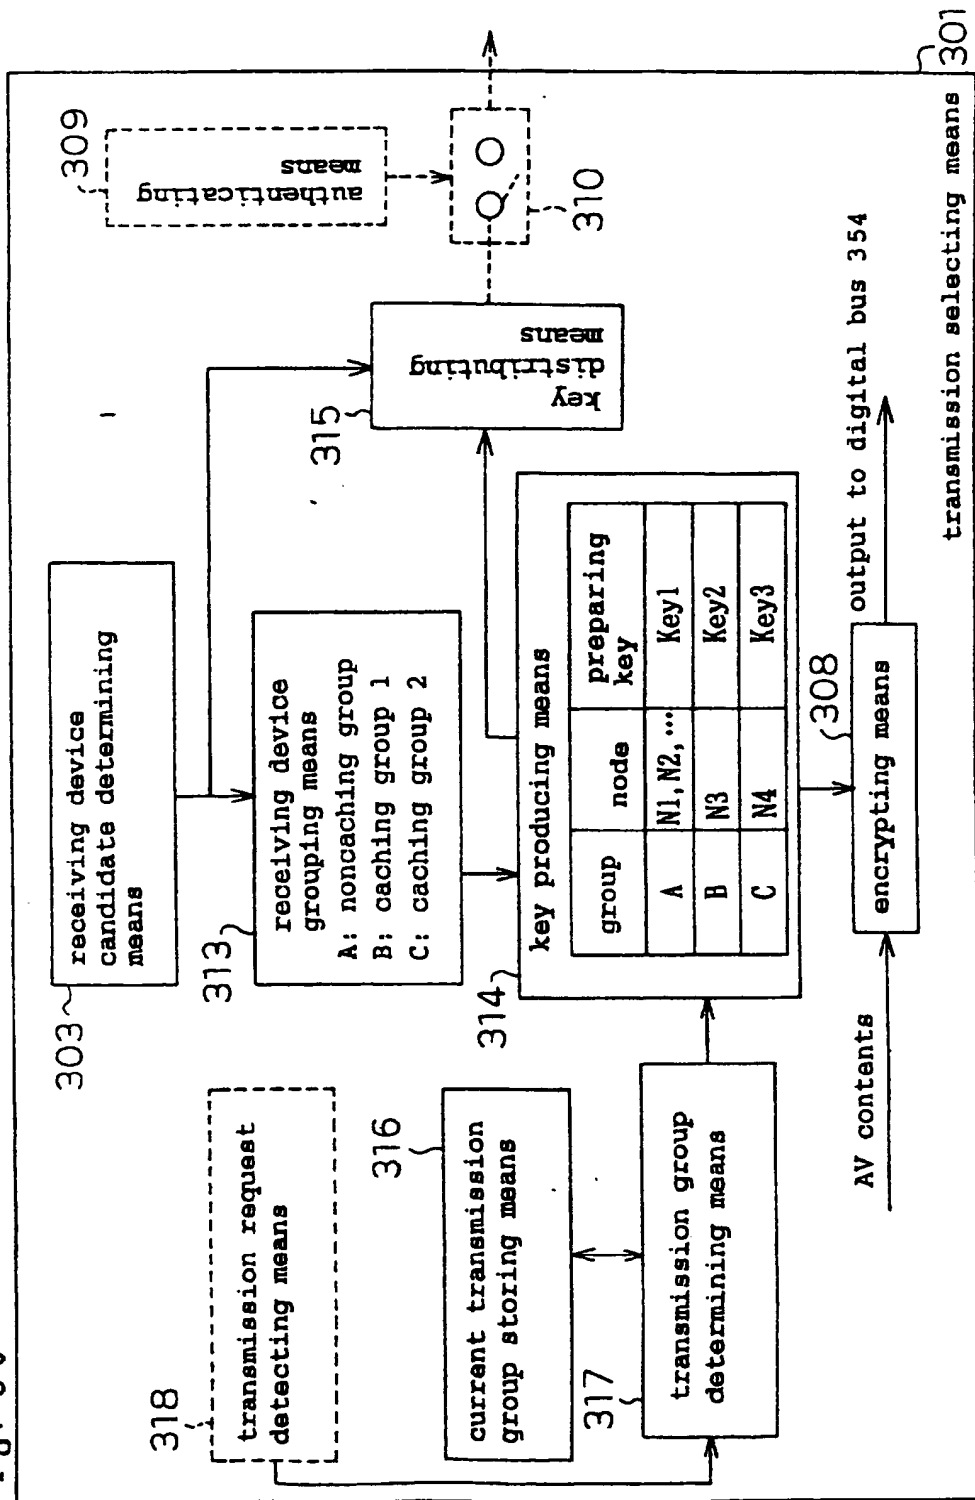 303
receiving device
candidate determining
means
309
authenticating
means
310
313
receiving device
grouping means
A: noncaching group
B: caching group 1
C: caching group 2
315
key
distributing
means
314
key producing means
group
node
preparing
key
A
N1, N2, ...
Key1
B
N3
Key2
C
N4
Key3
318
transmission request
detecting means
316
current transmission
group storing means
317
transmission group
determining means
AV contents
308
encrypting means
output to digital bus 354
transmission selecting means
301